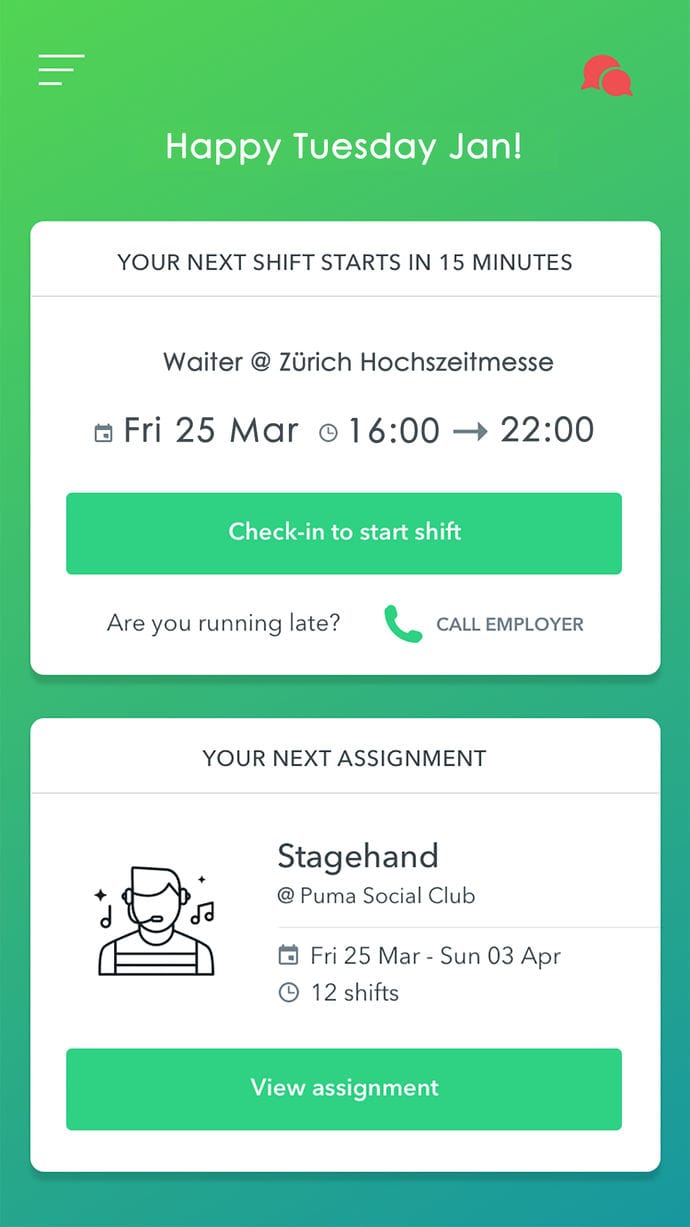 Happy Tuesday Jan!
YOUR NEXT SHIFT STARTS IN 15 MINUTES
Waiter @ Zürich Hochszeitmesse
Fri 25 Mar 16:00 → 22:00
Check-in to start shift
Are you running late? CALL EMPLOYER
YOUR NEXT ASSIGNMENT
Stagehand
@ Puma Social Club
Fri 25 Mar - Sun 03 Apr
12 shifts
View assignment